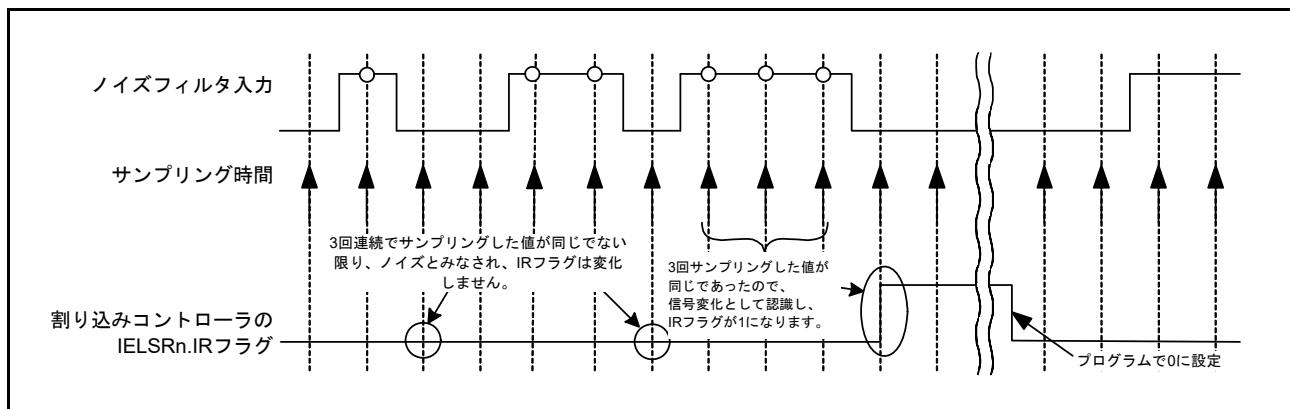 ノイズフィルタ入力
サンプリング時間
3回連続でサンプリングした値が同じでない
限り、ノイズとみなされ、IRフラグは変化
しません。
3回サンプリングした値が
同じであったので、
信号変化として認識し、
IRフラグが1になります。
割り込みコントローラの
IELSRn.IRフラグ
プログラムで0に設定